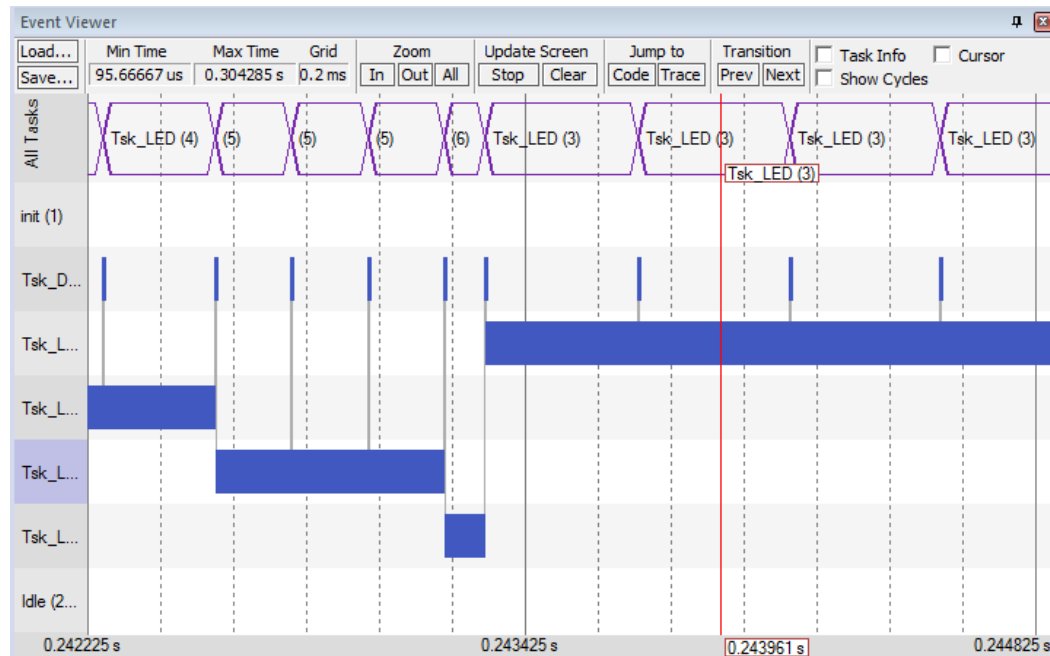 Event Viewer
Load... Min Time Max Time Grid Zoom Update Screen Jump to Transition Task Info Cursor
Save... 95.66667 us 0.304285 s 0.2 ms In Out All Stop Clear Code Trace Prev Next Show Cycles
All Tasks Tsk_LED (4) (5) (5) (5) (6) Tsk_LED (3) Tsk_LED (3) Tsk_LED (3) Tsk_LED (3)
Tsk_LED (3)
init (1)
Tsk_D...
Tsk_L...
Tsk_L...
Tsk_L...
Tsk_L...
Idle (2...
0.242225 s 0.243425 s 0.243961 s 0.244825 s